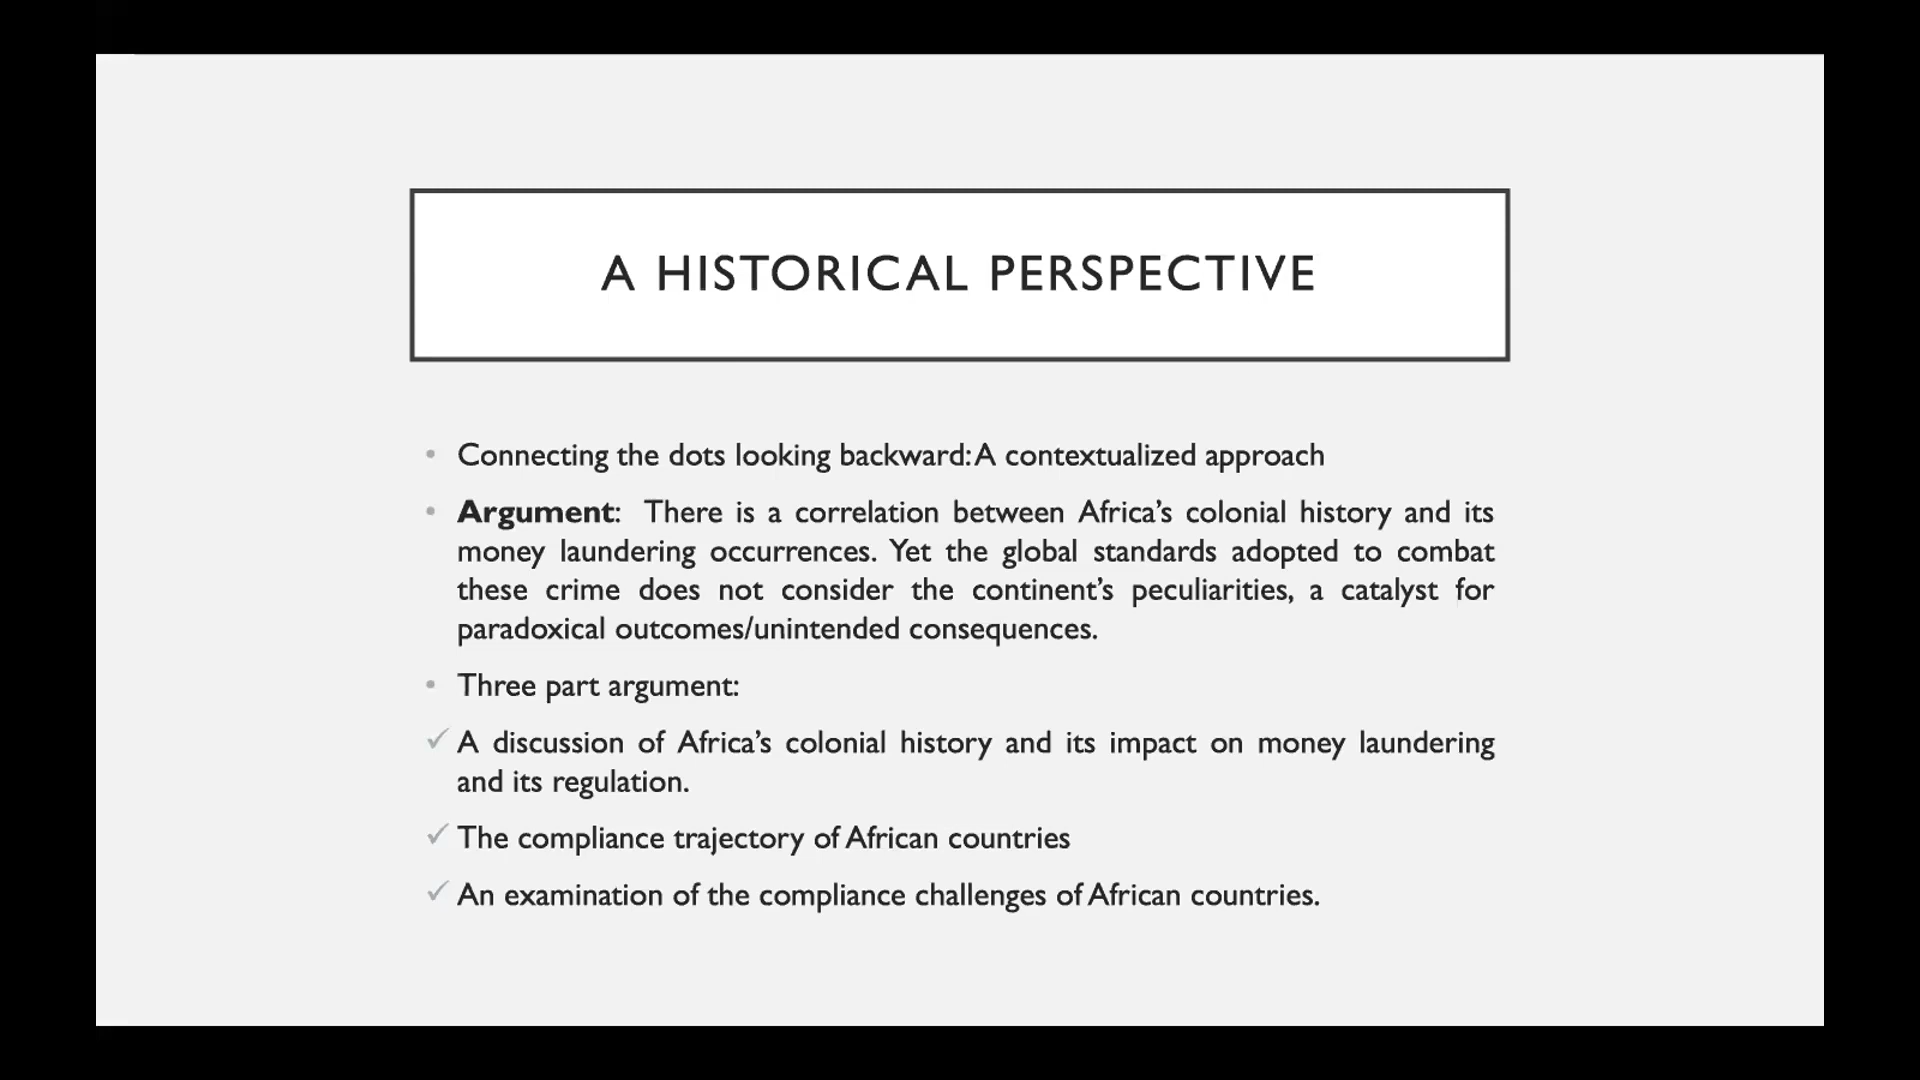 A HISTORICAL PERSPECTIVE
• Connecting the dots looking backward: A contextualized approach
• Argument: There is a correlation between Africa’s colonial history and its
money laundering occurrences. Yet the global standards adopted to combat
these crime does not consider the continent’s peculiarities, a catalyst for
paradoxical outcomes/unintended consequences.
• Three part argument:
✓ A discussion of Africa’s colonial history and its impact on money laundering
and its regulation.
✓ The compliance trajectory of African countries
✓ An examination of the compliance challenges of African countries.